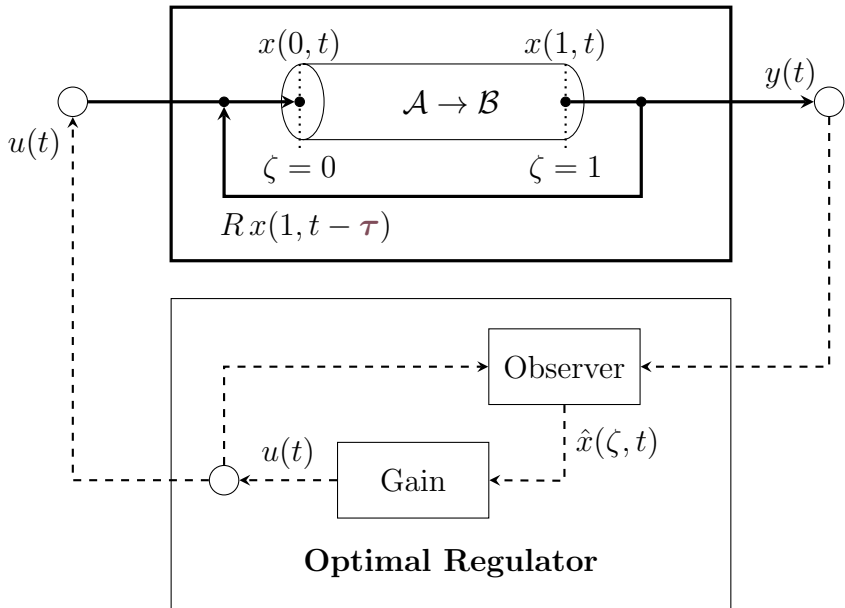 x(0, t) x(1, t)
y(t)
𝒜 → ℬ
u(t)
ζ = 0 ζ = 1
R x(1, t − τ)
Observer
x̂(ζ, t)
u(t)
Gain
Optimal Regulator